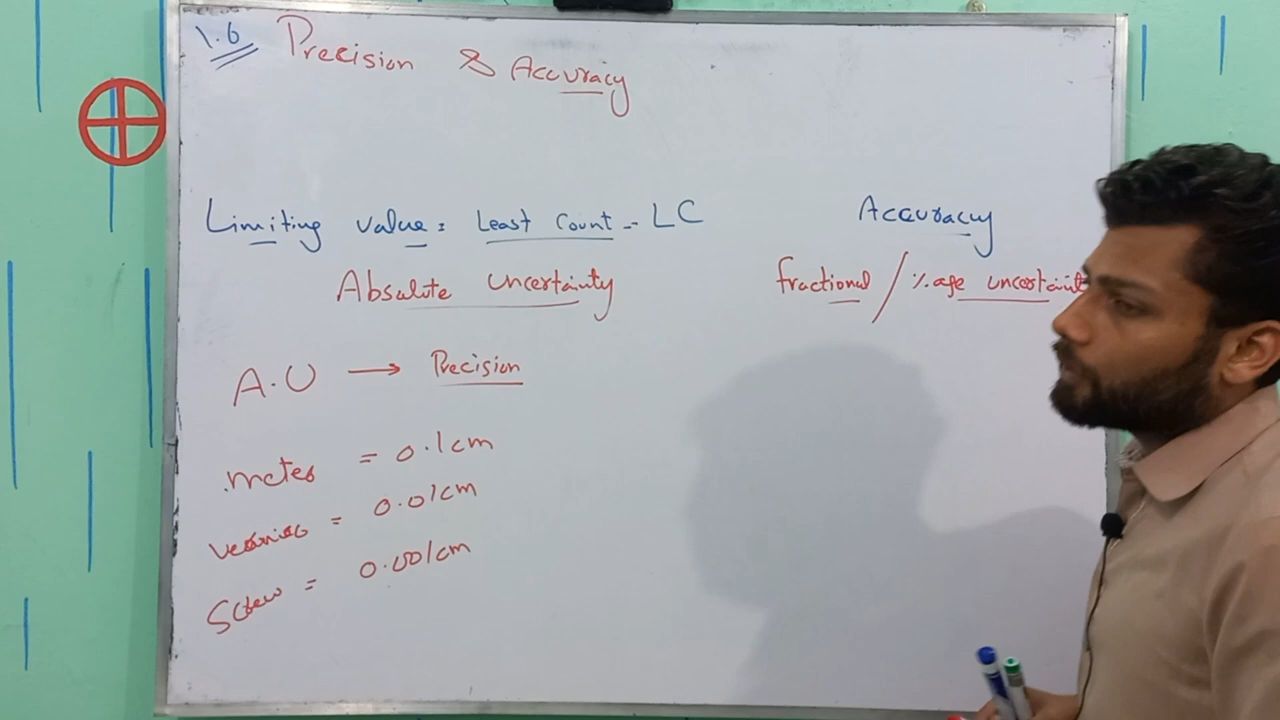 1.6 Precision & Accuracy
Limiting value = Least Count - LC
Absolute Uncertainty
A.U → Precision
meter = 0.1cm
vernier = 0.01cm
Screw = 0.001cm
Accuracy
fractional / %age uncertaint